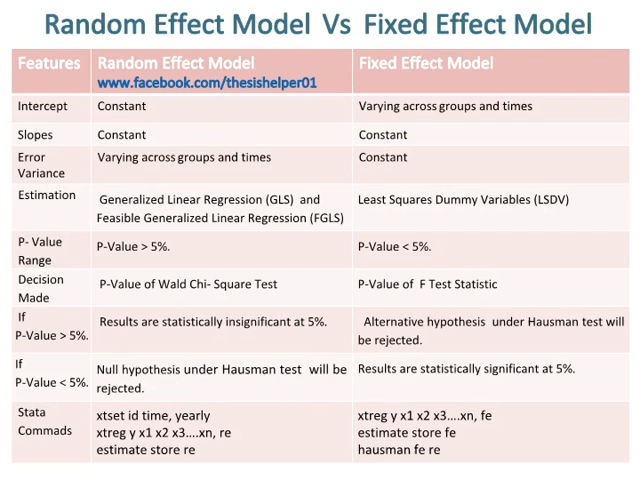 Random Effect Model Vs Fixed Effect Model
Features Random Effect Model Fixed Effect Model
www.facebook.com/thesishelper01
Intercept Constant Varying across groups and times
Slopes Constant Constant
Error Varying across groups and times Constant
Variance
Estimation Generalized Linear Regression (GLS) and Least Squares Dummy Variables (LSDV)
Feasible Generalized Linear Regression (FGLS)
P- Value P-Value > 5%. P-Value < 5%.
Range
Decision P-Value of Wald Chi- Square Test P-Value of F Test Statistic
Made
If Results are statistically insignificant at 5%. Alternative hypothesis under Hausman test will
P-Value > 5%. be rejected.
If Null hypothesis under Hausman test will be Results are statistically significant at 5%.
P-Value < 5%. rejected.
Stata xtset id time, yearly xtreg y x1 x2 x3....xn, fe
Commads xtreg y x1 x2 x3....xn, re estimate store fe
estimate store re hausman fe re